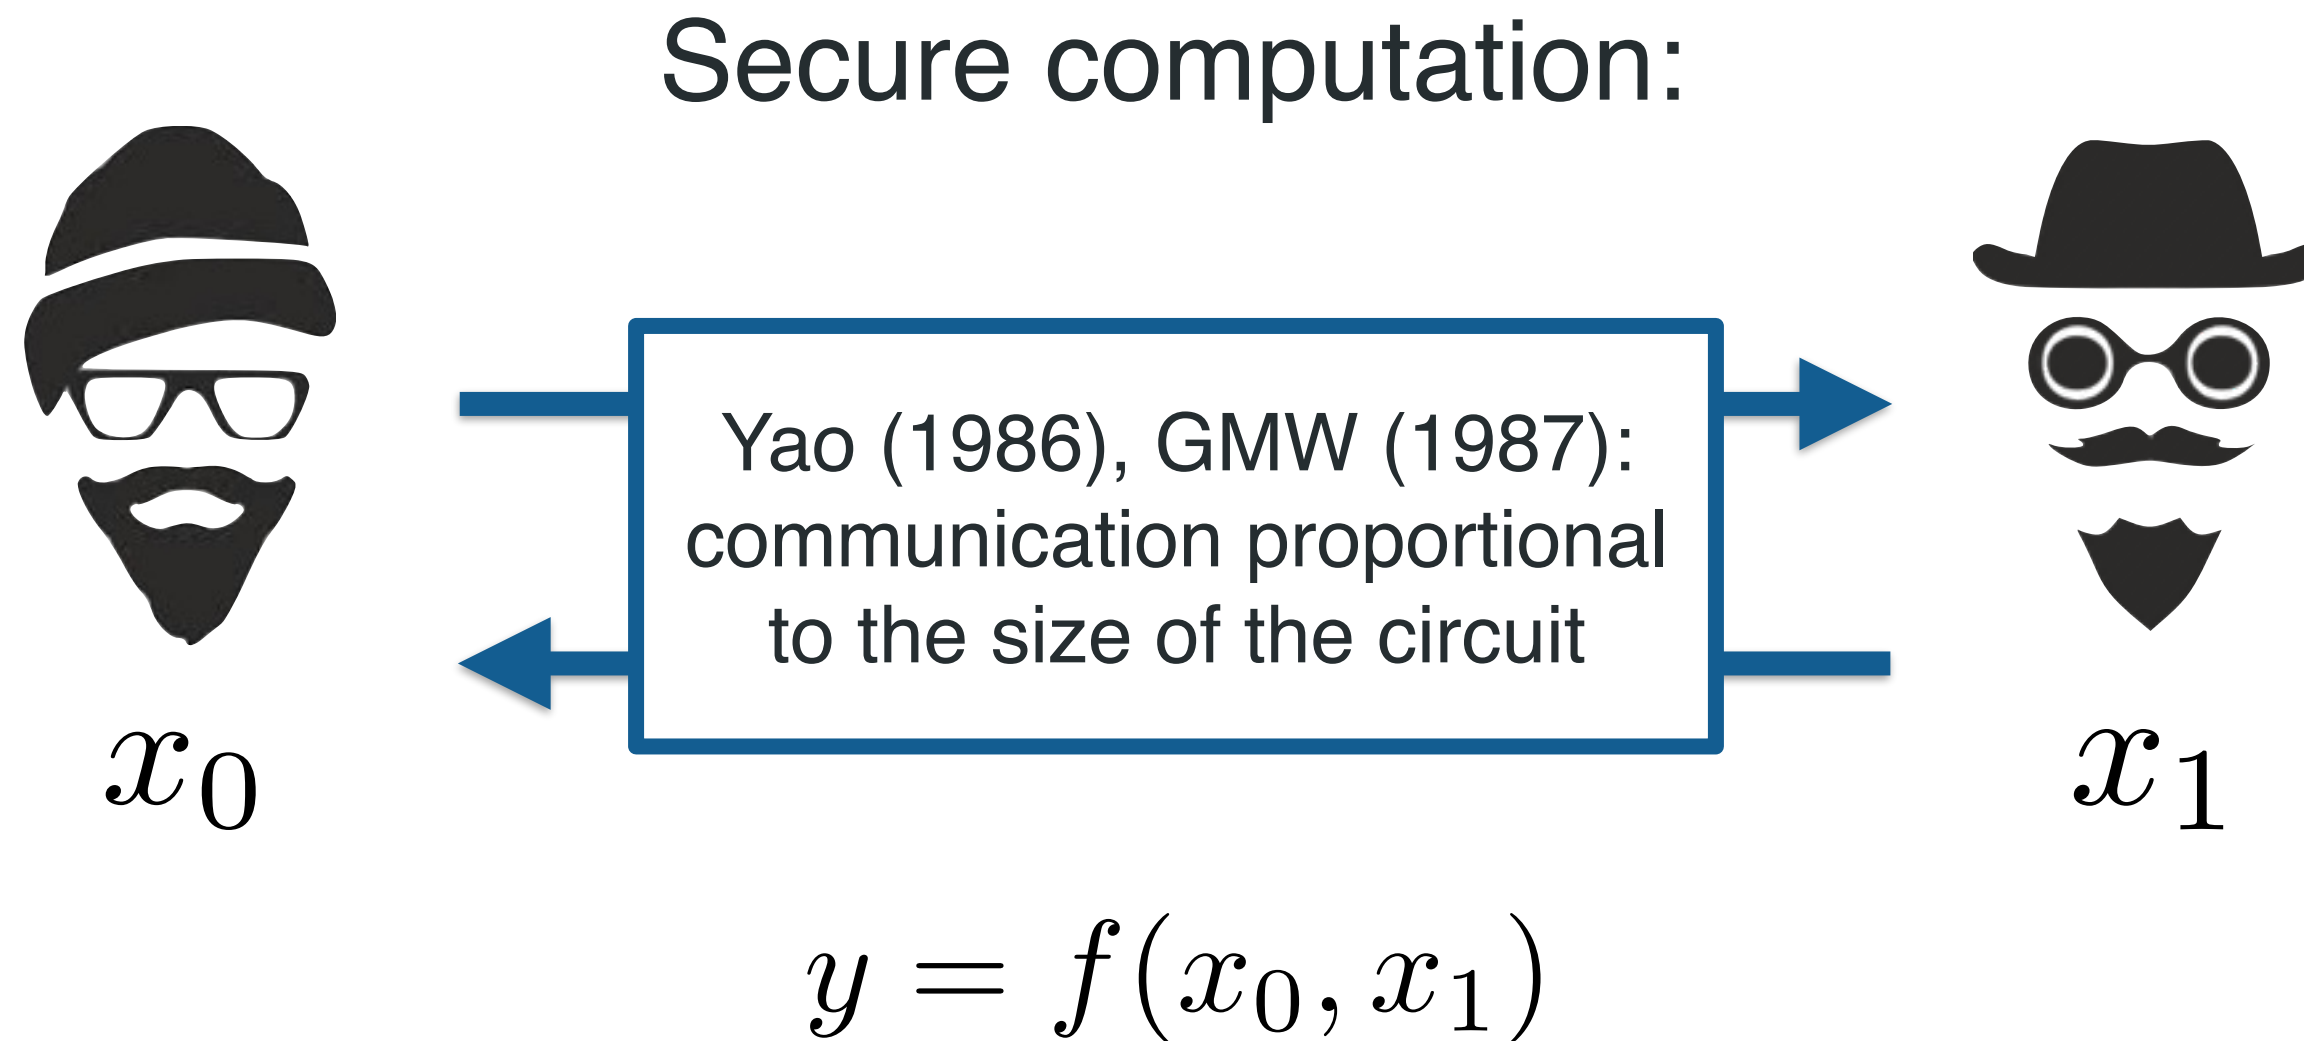 Secure computation:
Yao (1986), GMW (1987):
communication proportional
to the size of the circuit
x₀
x₁
y = f(x₀, x₁)